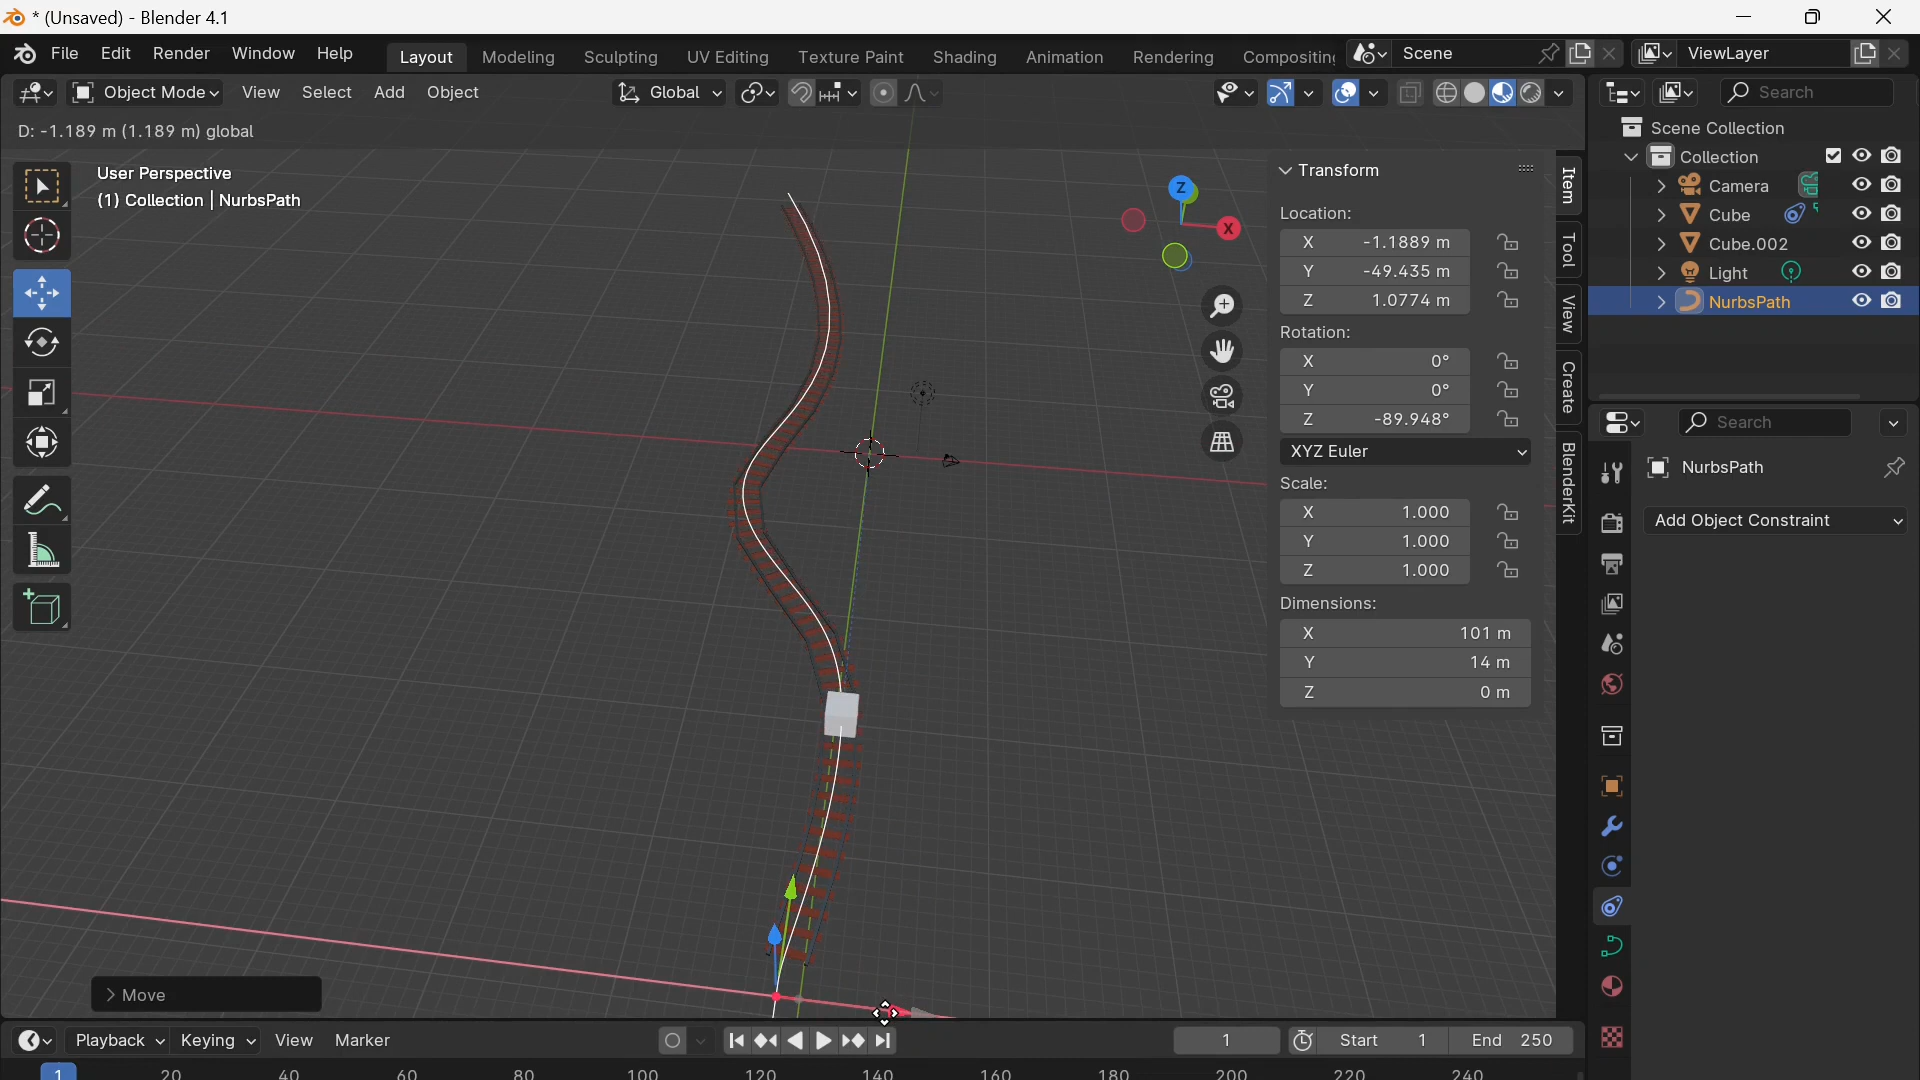 * (Unsaved) - Blender 4.1
File Edit Render Window Help
Layout Modeling Sculpting UV Editing Texture Paint Shading Animation Rendering Compositing
Scene
ViewLayer
Object Mode View Select Add Object
Global
Search
D: -1.189 m (1.189 m) global
User Perspective
(1) Collection | NurbsPath
Z
X
Transform
Location:
X -1.1889 m
Y -49.435 m
Z 1.0774 m
Rotation:
X 0°
Y 0°
Z -89.948°
XYZ Euler
Scale:
X 1.000
Y 1.000
Z 1.000
Dimensions:
X 101 m
Y 14 m
Z 0 m
Item
Tool
View
Create
BlenderKit
Scene Collection
Collection
Camera
Cube
Cube.002
Light
NurbsPath
Search
NurbsPath
Add Object Constraint
Move
Playback Keying View Marker
1
Start 1
End 250
1 20 40 60 80 100 120 140 160 180 200 220 240